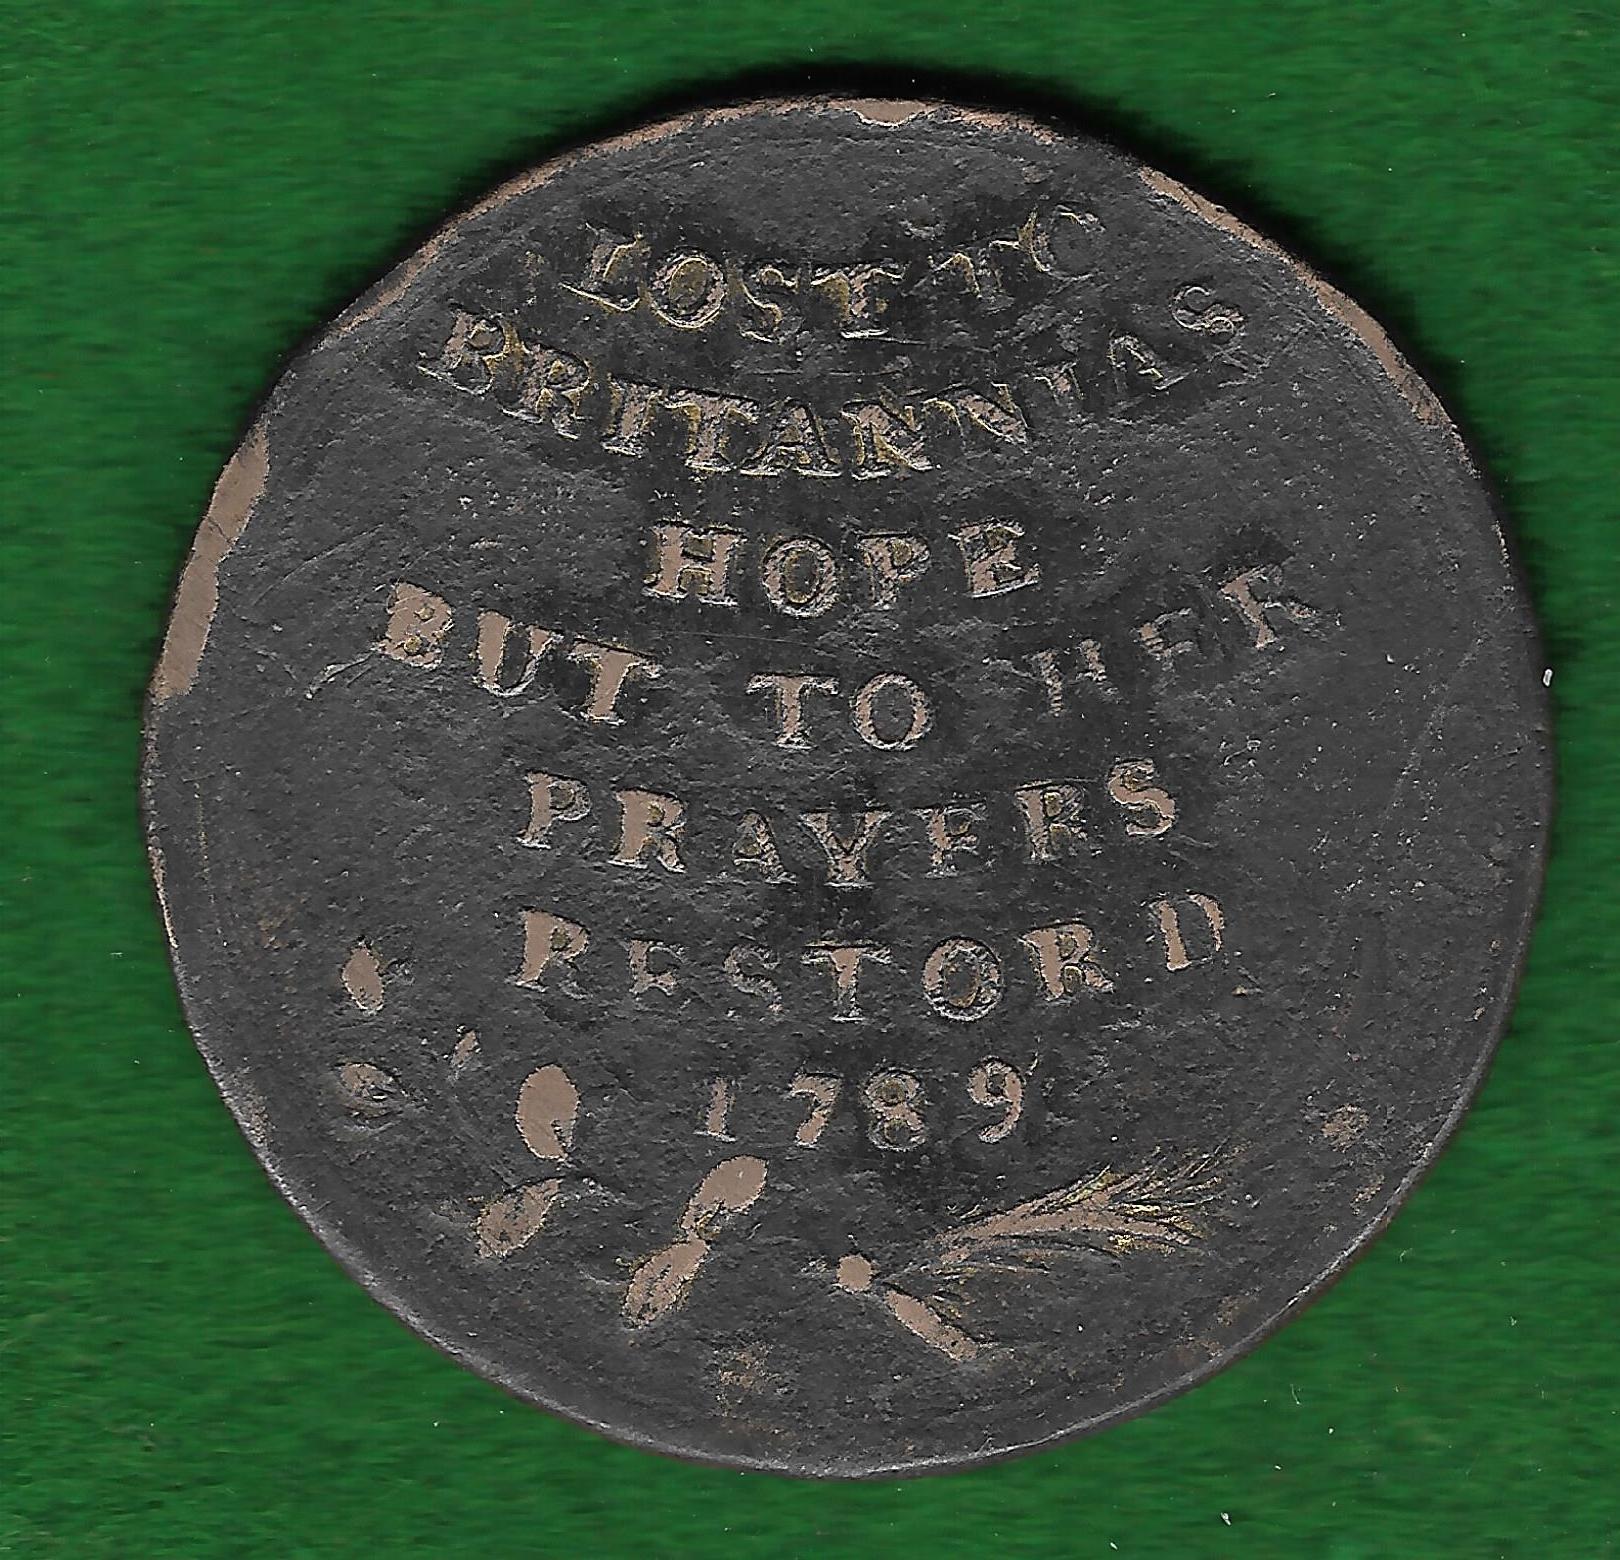 LOST TO
BRITANNIAS
HOPE
BUT TO HER
PRAYERS
RESTORD
1789